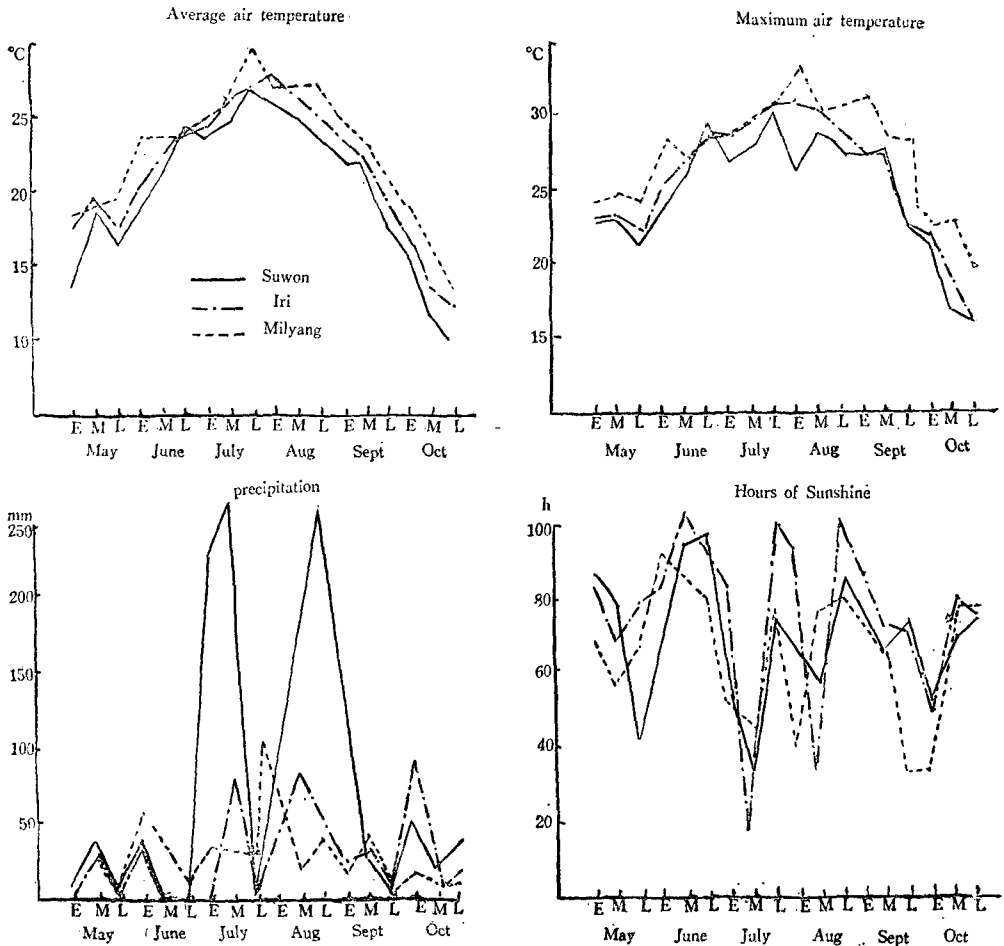 Average air temperature
°C
25
20
15
10
Suwon
Iri
Milyang
E M L E M L E M L E M L E M L E M L
May June July Aug Sept Oct
Maximum air temperature
°C
30
25
20
15
E M L E M L E M L E M L E M L E M L
May June July Aug Sept Oct
precipitation
mm
250
200
150
100
50
E M L E M L E M L E M L E M L E M L
May June July Aug Sept Oct
Hours of Sunshine
h
100
80
60
40
20
E M L E M L E M L E M L E M L E M L
May June July Aug Sept Oct